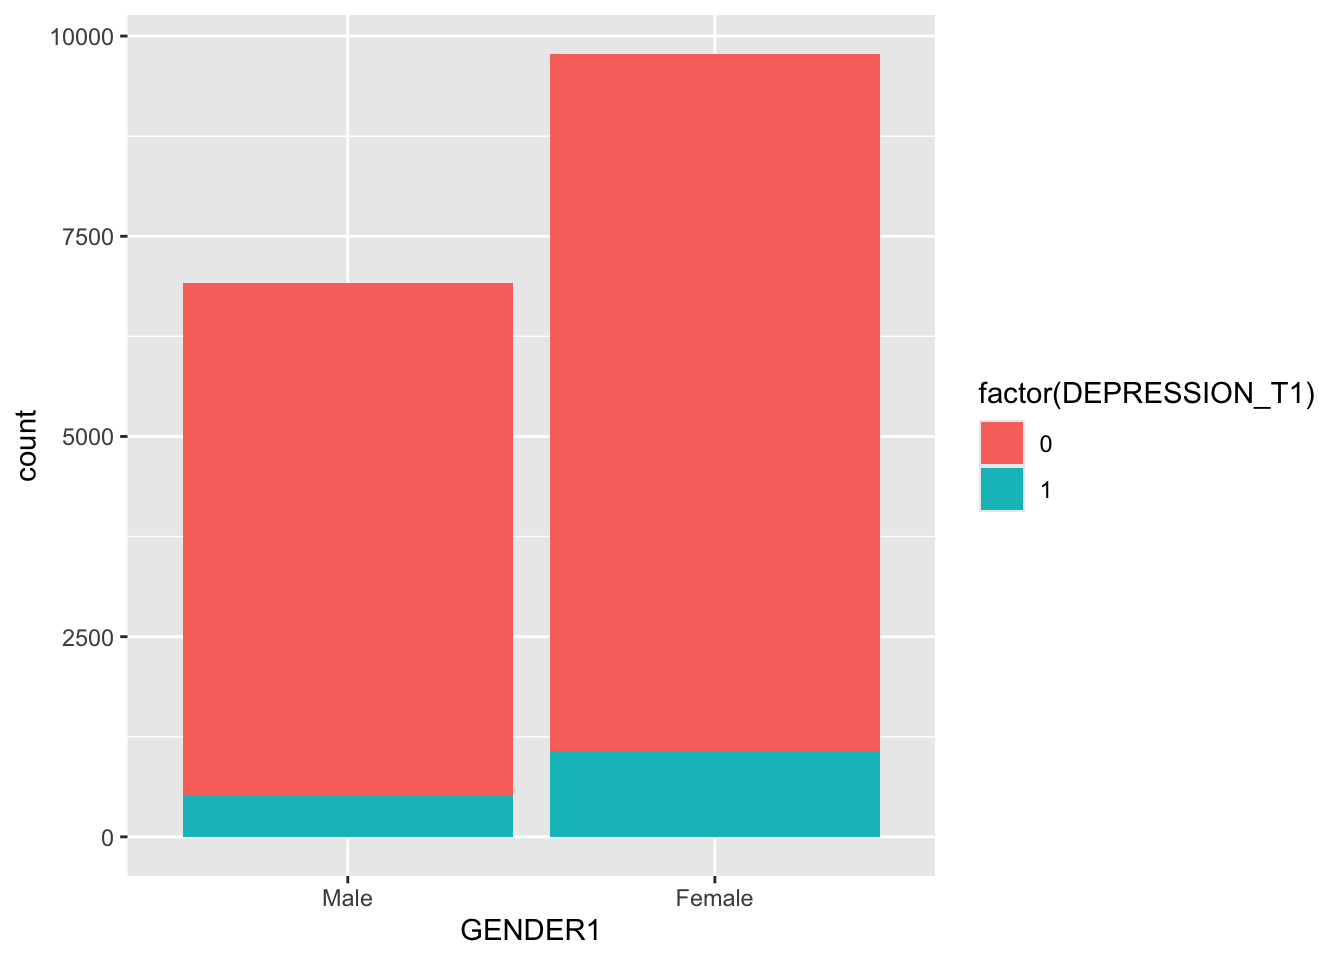 10000
7500
5000
2500
0
count
Male
Female
GENDER1
factor(DEPRESSION_T1)
0
1